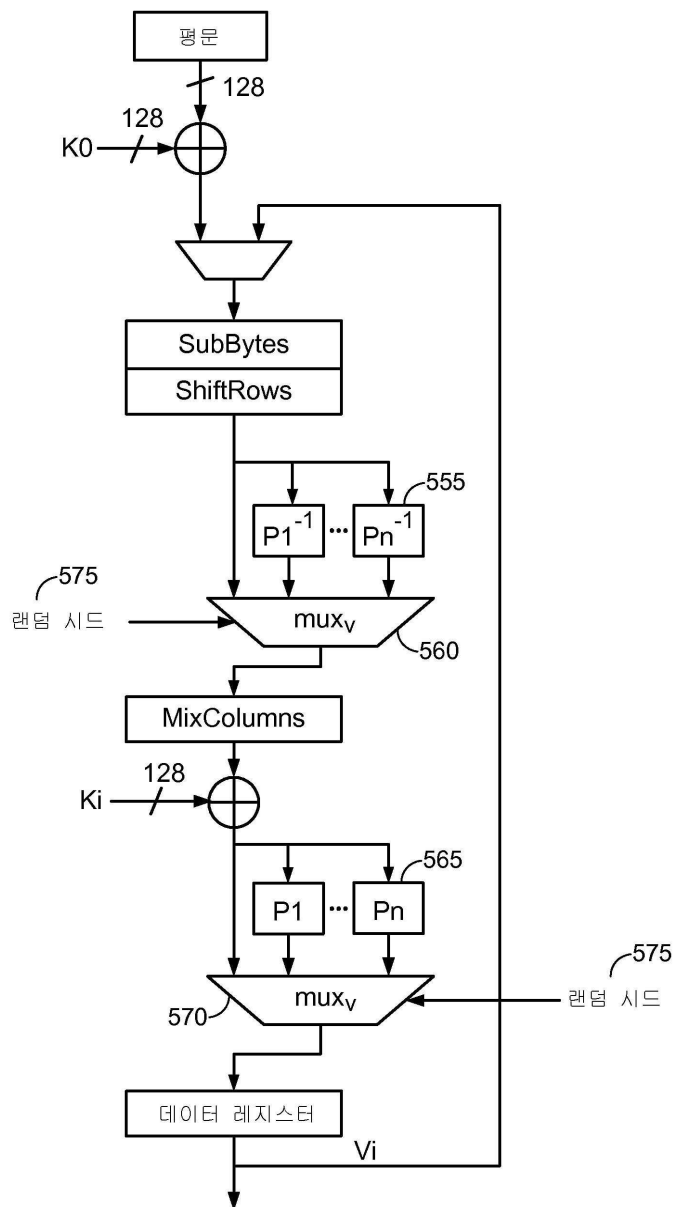 평문
128
128
K0
SubBytes
ShiftRows
555
P1⁻¹ ... Pn⁻¹
575
랜덤 시드
muxᵥ
560
MixColumns
128
Ki
565
P1 ... Pn
575
랜덤 시드
muxᵥ
570
데이터 레지스터
Vi